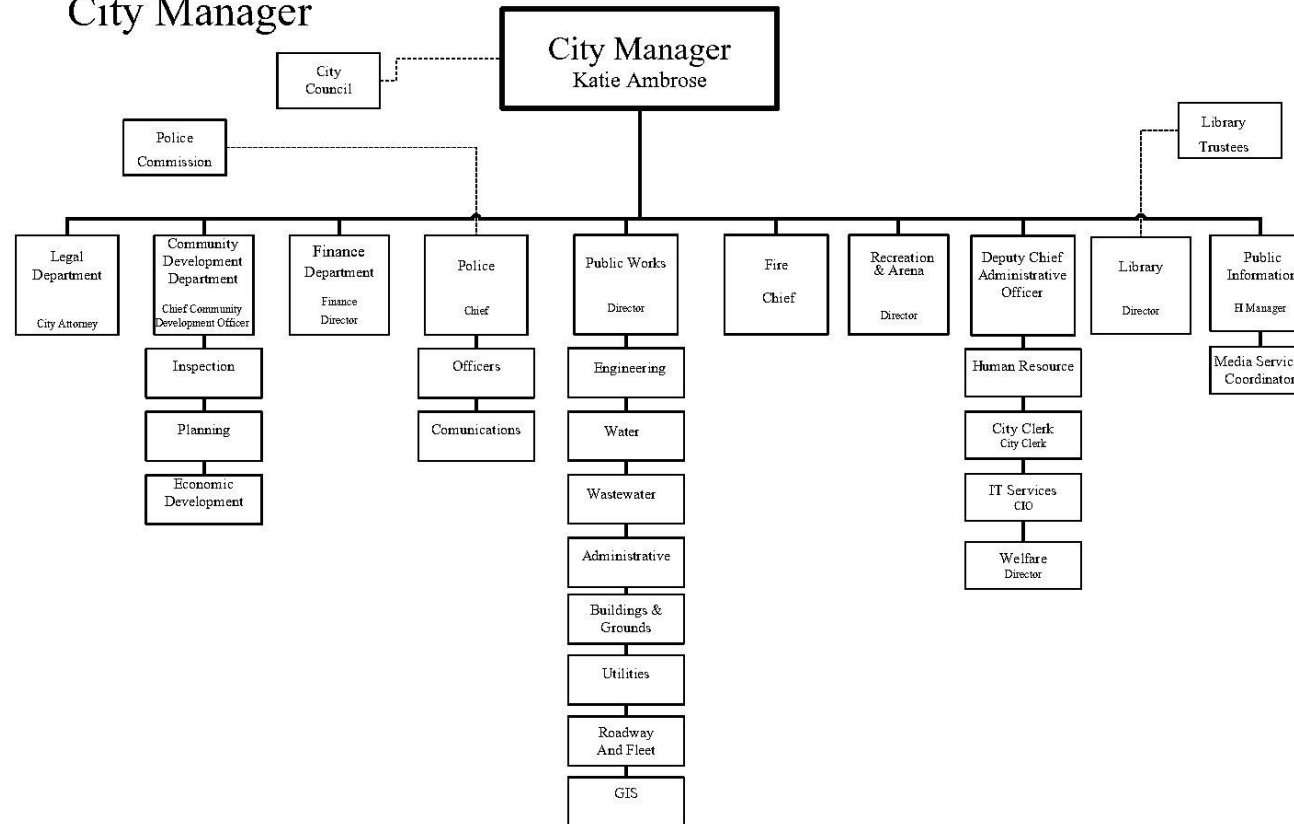 City Manager
City Manager
Katie Ambrose
City
Council
Police
Commission
Library
Trustees
Legal
Department
City Attorney
Community
Development
Department
Chief Community
Development Officer
Finance
Department
Finance
Director
Police
Chief
Public Works
Director
Fire
Chief
Recreation
& Arena
Director
Deputy Chief
Administrative
Officer
Library
Director
Public
Information
Manager
Inspection
Planning
Economic
Development
Officers
Comunications
Engineering
Water
Wastewater
Administrative
Buildings &
Grounds
Utilities
Roadway
And Fleet
GIS
Human Resource
City Clerk
City Clerk
IT Services
CIO
Welfare
Director
Media Servic
Coordinator